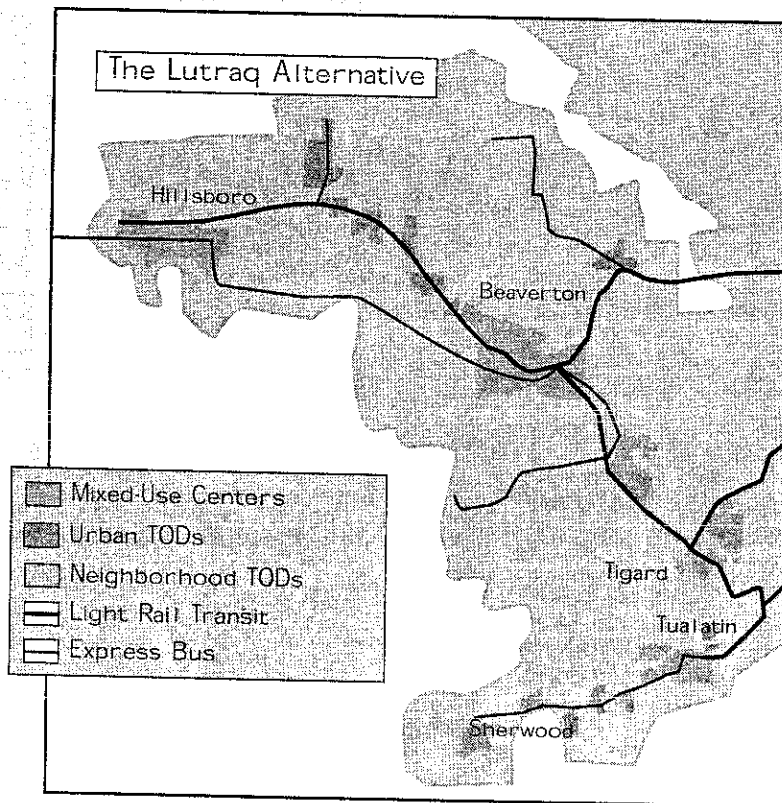 The Lutraq Alternative
Hillsboro
Beaverton
Mixed-Use Centers
Urban TODs
Neighborhood TODs
Light Rail Transit
Express Bus
Tigard
Tualatin
Sherwood